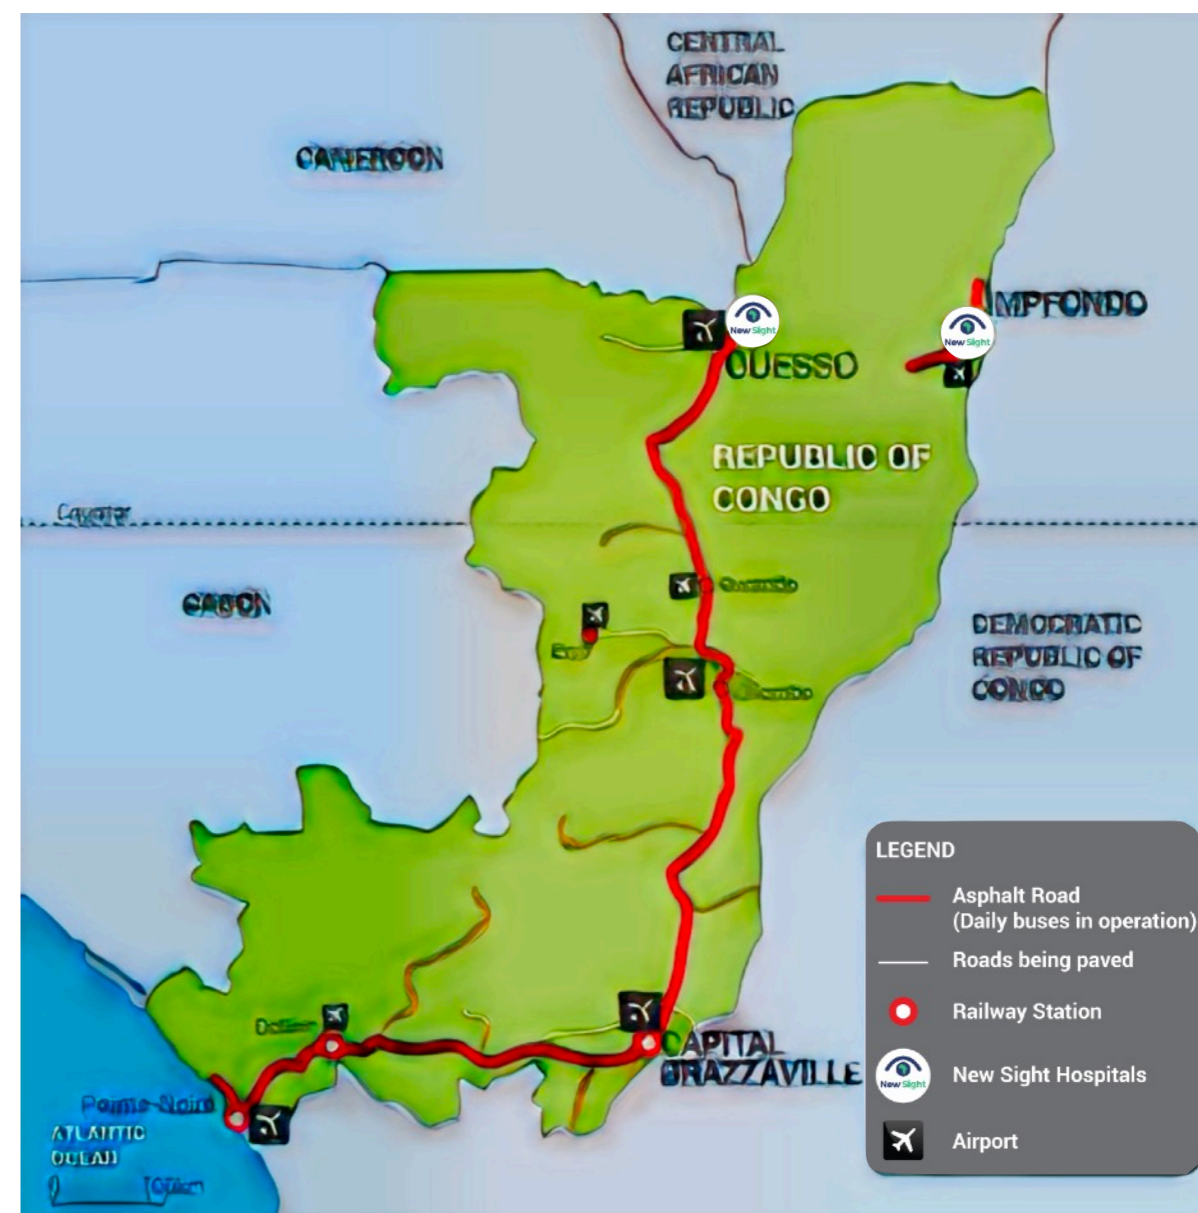 CENTRAL
AFRICAN
REPUBLIC
CAMEROON
IMPFONDO
New Sight
New Sight
OUESSO
REPUBLIC OF
CONGO
GABON
DEMOCRATIC
REPUBLIC OF
CONGO
CAPITAL
BRAZZAVILLE
Pointe-Noire
ATLANTIC
OCEAN
LEGEND
Asphalt Road
(Daily buses in operation)
Roads being paved
Railway Station
New Sight
New Sight Hospitals
Airport